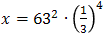 x = 63² · (1/3)⁴